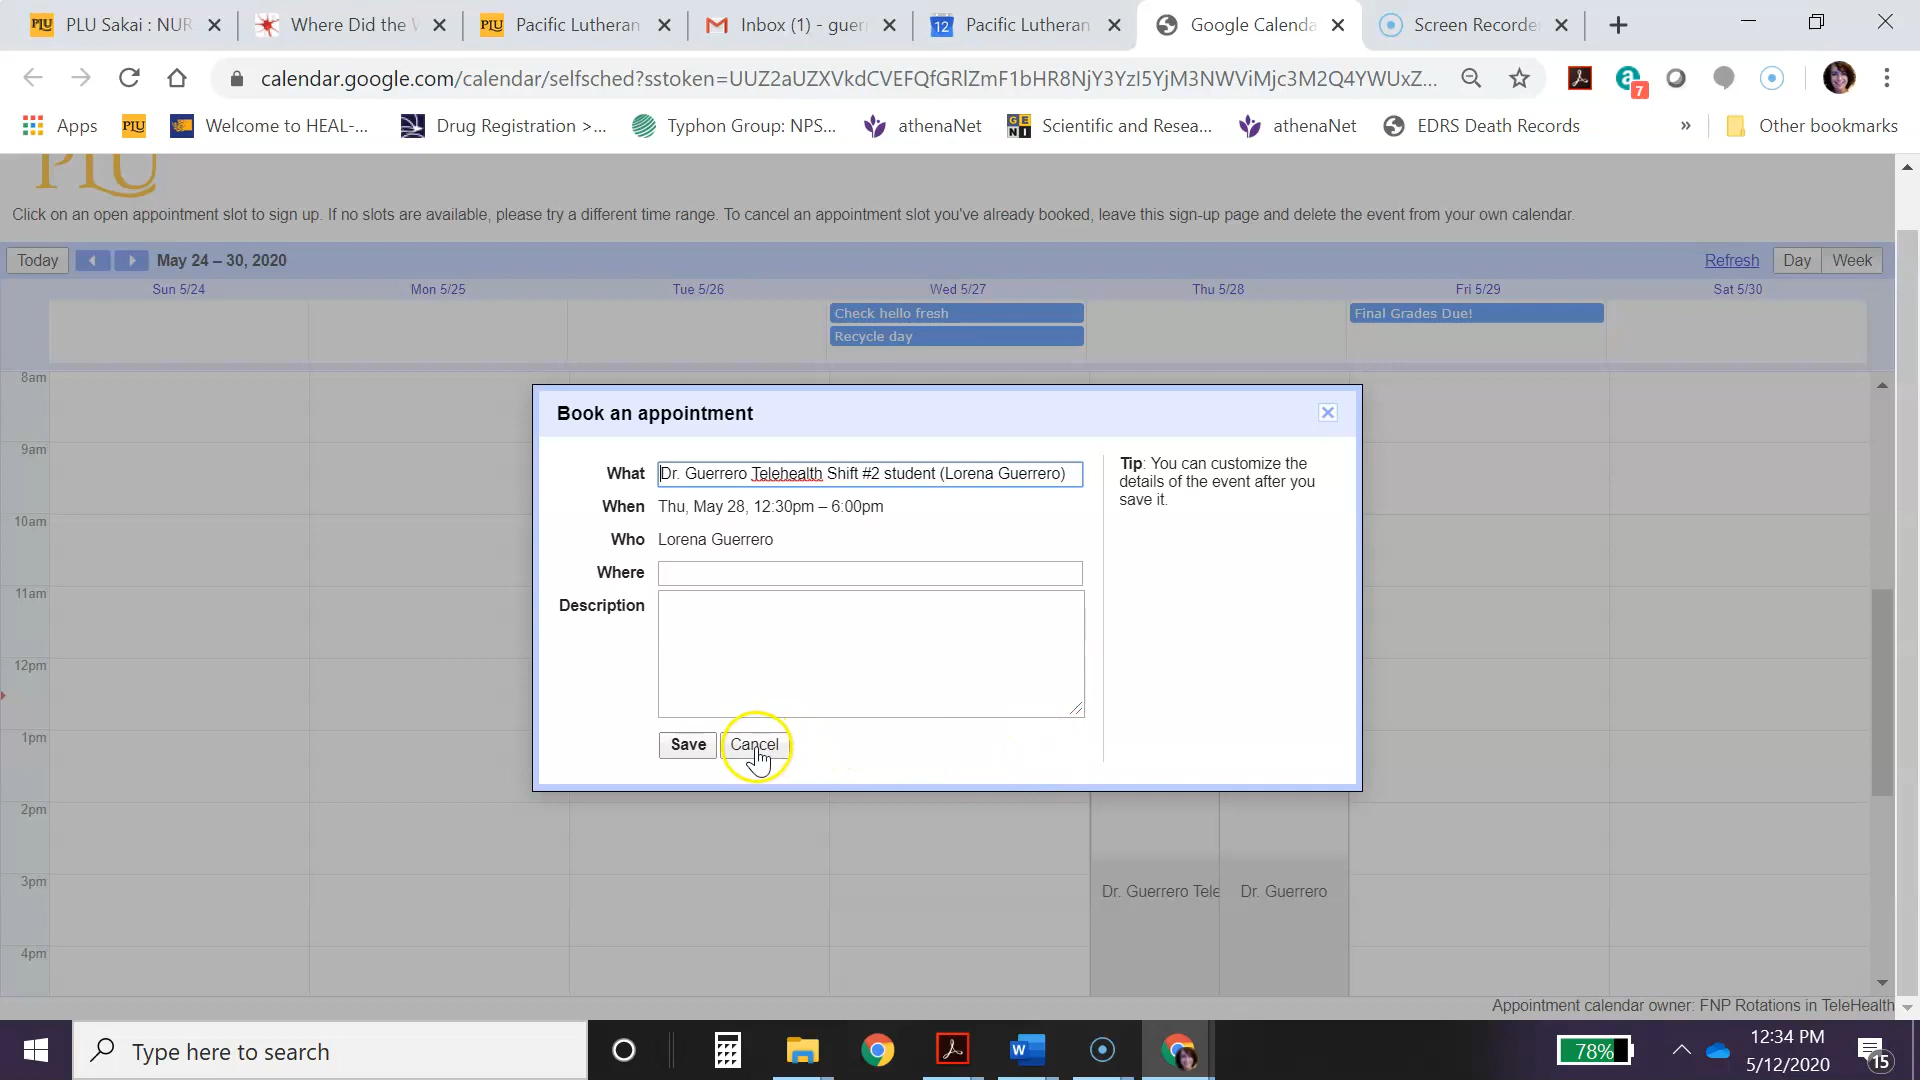 PLU Sakai : NUR
Where Did the
Pacific Lutheran
Inbox (1) - guer
Pacific Lutheran
Google Calenda
Screen Recorde
calendar.google.com/calendar/selfsched?sstoken=UUZ2aUZXVkdCVEFQfGRlZmF1bHR8NjY3YzI5YjM3NWViMjc3M2Q4YWUxZ...
7
Apps
PLU
Welcome to HEAL-...
Drug Registration >...
Typhon Group: NPS...
athenaNet
Scientific and Resea...
athenaNet
EDRS Death Records
»
Other bookmarks
PLU
Click on an open appointment slot to sign up. If no slots are available, please try a different time range. To cancel an appointment slot you've already booked, leave this sign-up page and delete the event from your own calendar.
Today
May 24 – 30, 2020
Refresh
Day
Week
Sun 5/24
Mon 5/25
Tue 5/26
Wed 5/27
Thu 5/28
Fri 5/29
Sat 5/30
Check hello fresh
Final Grades Due!
Recycle day
8am
9am
10am
11am
12pm
1pm
2pm
3pm
4pm
Book an appointment
What
Dr. Guerrero Telehealth Shift #2 student (Lorena Guerrero)
When
Thu, May 28, 12:30pm – 6:00pm
Who
Lorena Guerrero
Where
Description
Save
Cancel
Tip: You can customize the
details of the event after you
save it.
Dr. Guerrero Tele
Dr. Guerrero
Appointment calendar owner: FNP Rotations in TeleHealth
Type here to search
78%
12:34 PM
5/12/2020
15